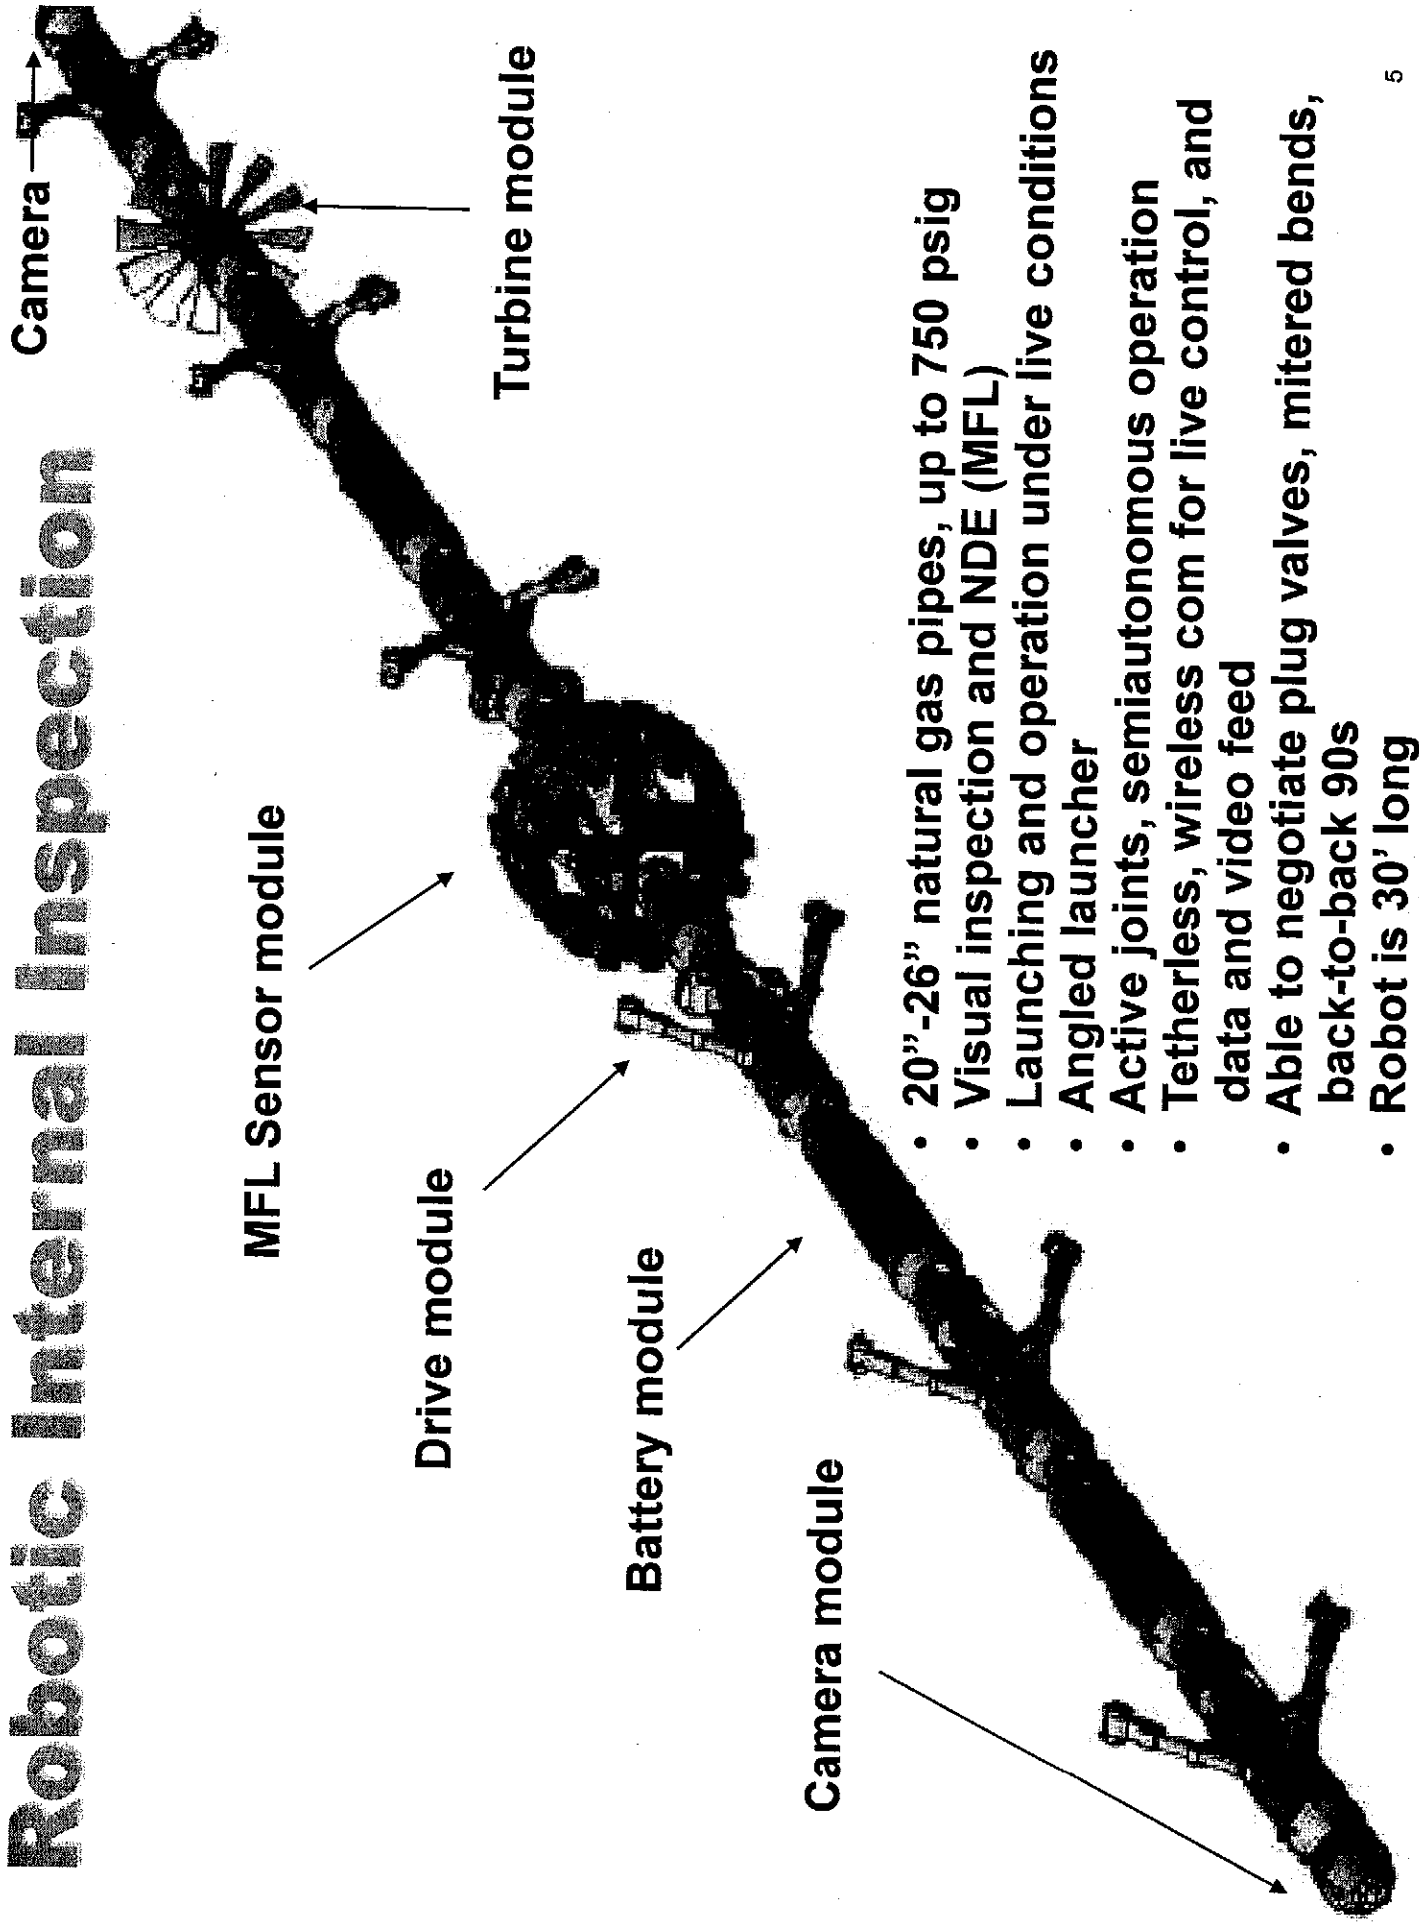 Robotic Internal Inspection
Camera
MFL Sensor module
Turbine module
Drive module
Battery module
Camera module
• 20”-26” natural gas pipes, up to 750 psig
• Visual inspection and NDE (MFL)
• Launching and operation under live conditions
• Angled launcher
• Active joints, semiautonomous operation
• Tetherless, wireless com for live control, and
data and video feed
• Able to negotiate plug valves, mitered bends,
back-to-back 90s
• Robot is 30’ long
5